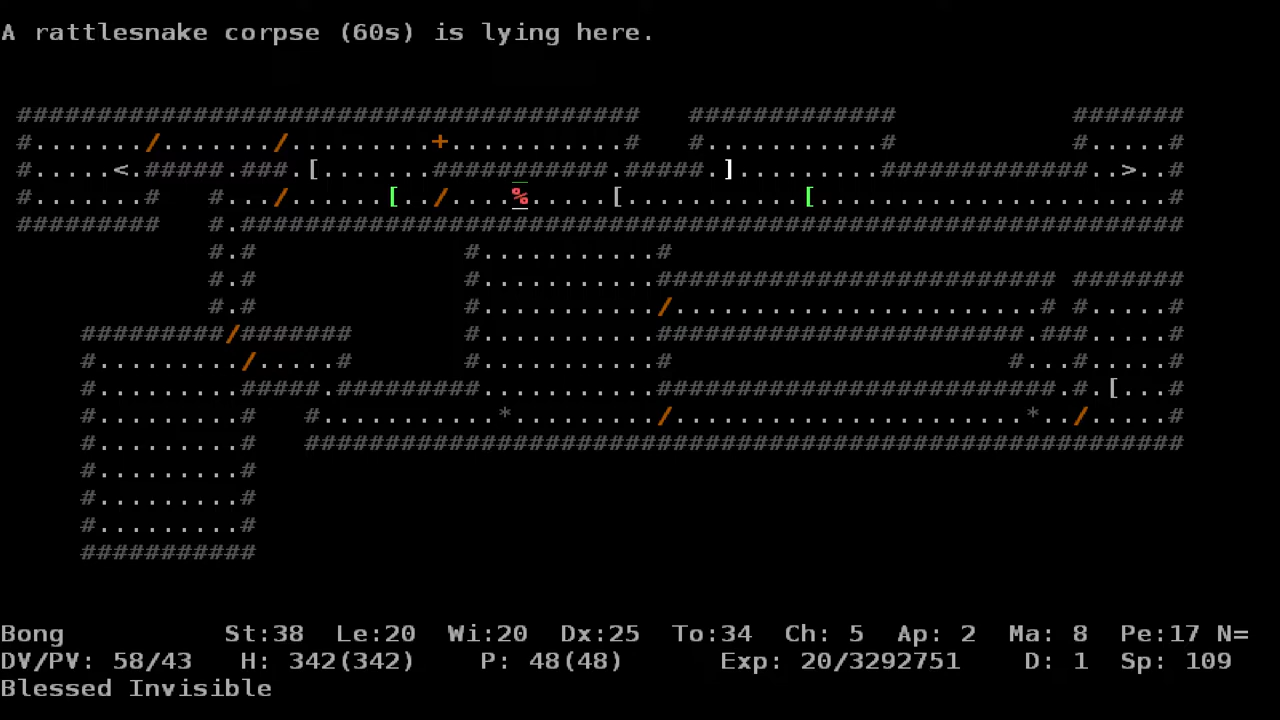 A rattlesnake corpse (60s) is lying here.
Bong St:38 Le:20 Wi:20 Dx:25 To:34 Ch: 5 Ap: 2 Ma: 8 Pe:17 N=
DV/PV: 58/43 H: 342(342) P: 48(48) Exp: 20/3292751 D: 1 Sp: 109
Blessed Invisible